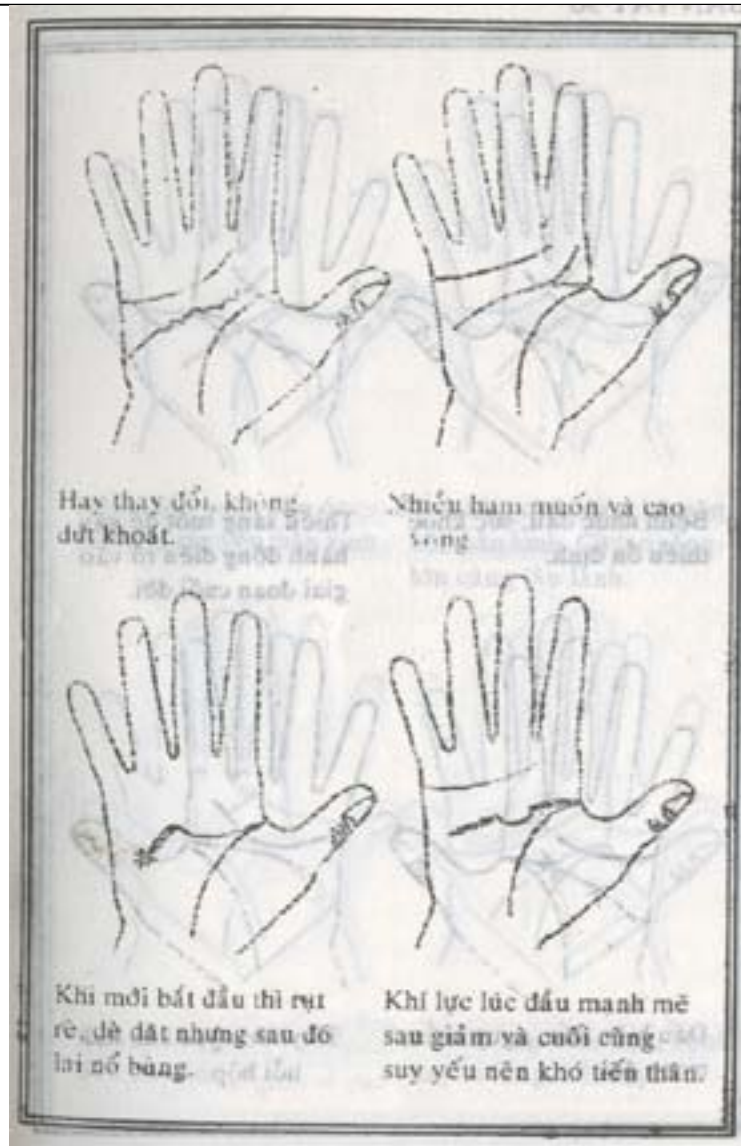 Hay thay đổi, không
dứt khoát.
Nhiều ham muốn và cao
vọng
Khi mới bắt đầu thì rụt
rè, dè dặt nhưng sau đó
lại nổ bùng.
Khí lực lúc đầu mạnh mẽ
sau giảm và cuối cũng
suy yếu nên khó tiến thân.